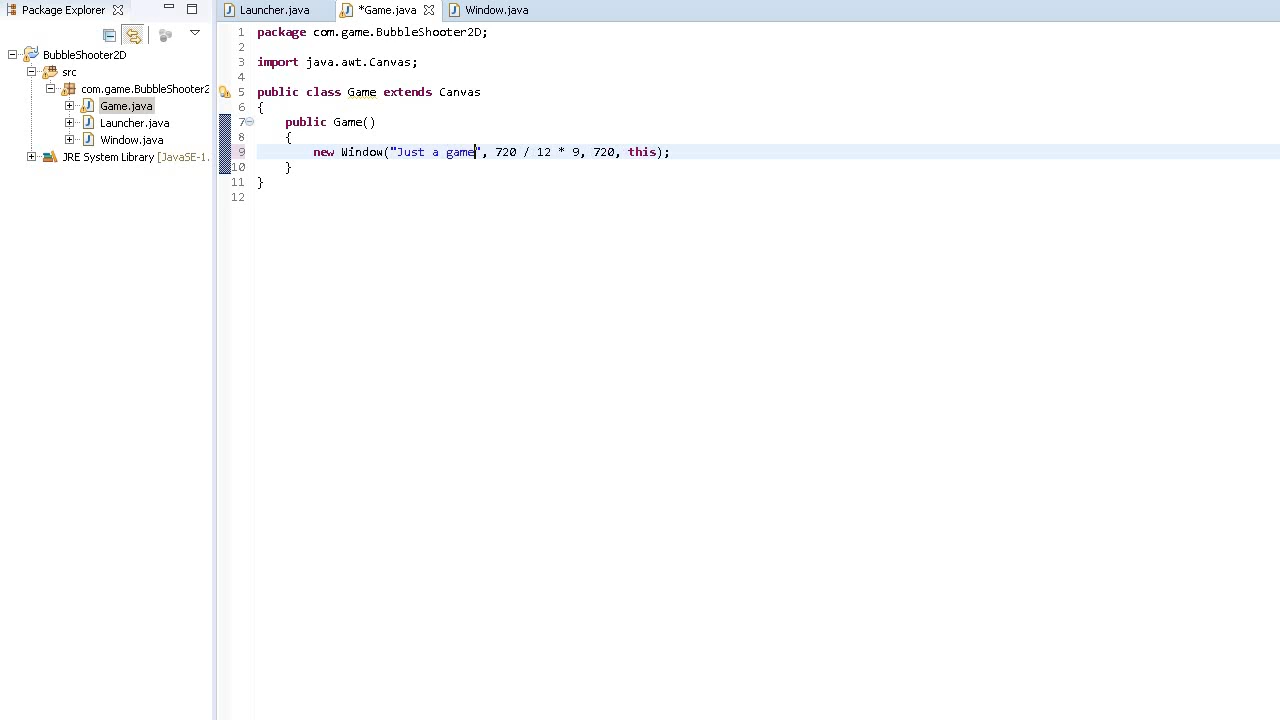 Package Explorer
BubbleShooter2D
src
com.game.BubbleShooter2
Game.java
Launcher.java
Window.java
JRE System Library [JavaSE-1.
Launcher.java *Game.java Window.java
1 package com.game.BubbleShooter2D;
2
3 import java.awt.Canvas;
4
5 public class Game extends Canvas
6 {
7 public Game()
8 {
9 new Window("Just a game", 720 / 12 * 9, 720, this);
10 }
11 }
12